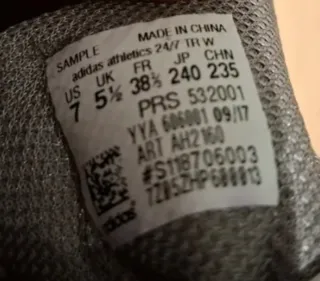 SAMPLE MADE IN CHINA
adidas athletics 24/7 TR W
US UK FR JP CHN
7 5½ 38⅔ 240 235
PRS 532001
YYA 606001 09/17
ART AH2160
#S118706003
adidas